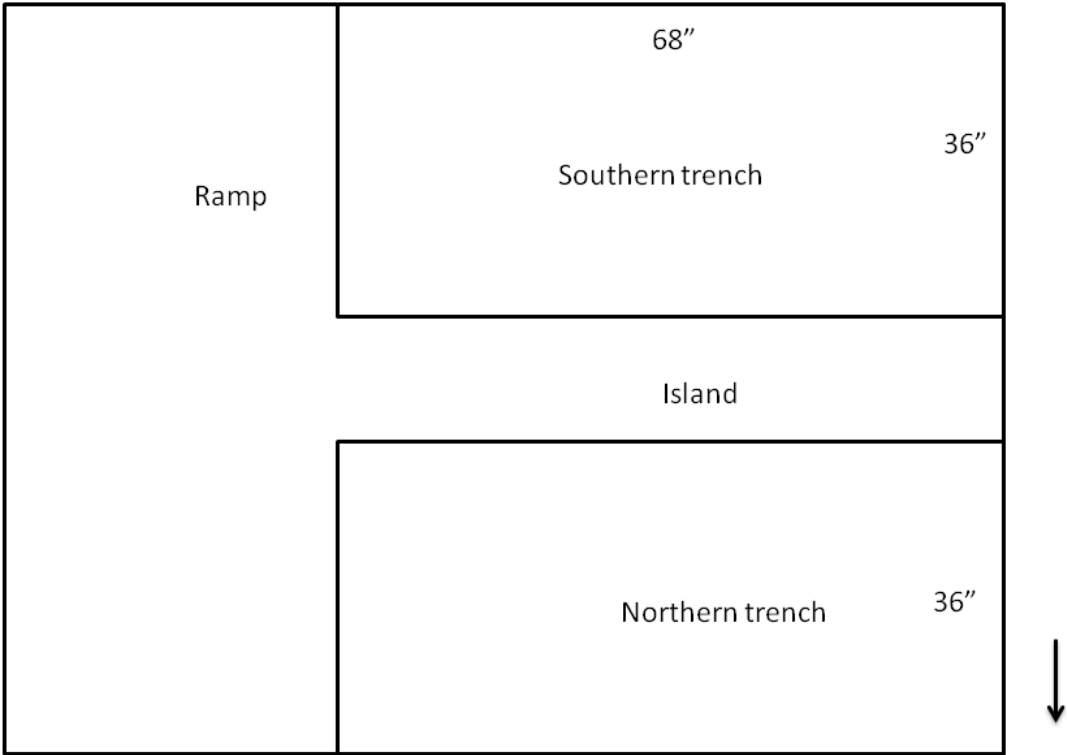 68”
36”
Southern trench
Ramp
Island
36”
Northern trench